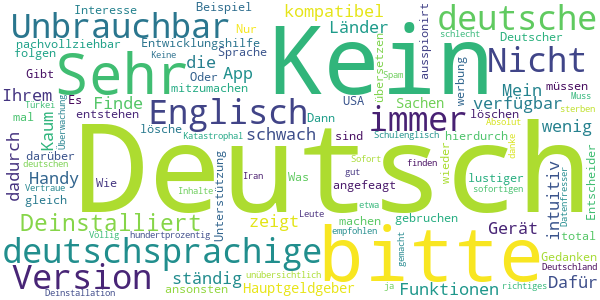 Interesse Beispiel kompatibel deutsche
Unbrauchbar Nur Länder ausspioniert schlecht Deutscher
nachvollziehbar Entwicklungshilfe
folgen Sprache Kein
Keine
Sehr die Oder mitzumachen übersetzen Spam werbung Nicht
Gibt App
Ihrem Türkei Überwachung Es Finde Sachen Mein
mal Kaum entstehen Englisch USA immer verfügbar müssen
Dann löschen Muss
darüber lösche schwach Katastrophal Schulenglisch hierdurch wenig sterben
dadurch deutschen Deutsch sind Absolut
Handy Wie Sofort gut finden wieder danke intuitiv Entscheider
gleich Vertraue Unterstützung Iran Was angefeagt lustiger Datenfresser
Inhalte Leute etwa machen Gerät total
Deinstalliert zeigt empfohlen gebruchen Gedanken
deutschsprachige bitte Dafür
Völlig hundertprozentig gemacht Deutschland
Version ständig unübersichtlich ja Funktionen richtiges
ansonsten Hauptgeldgeber
Deinstallation